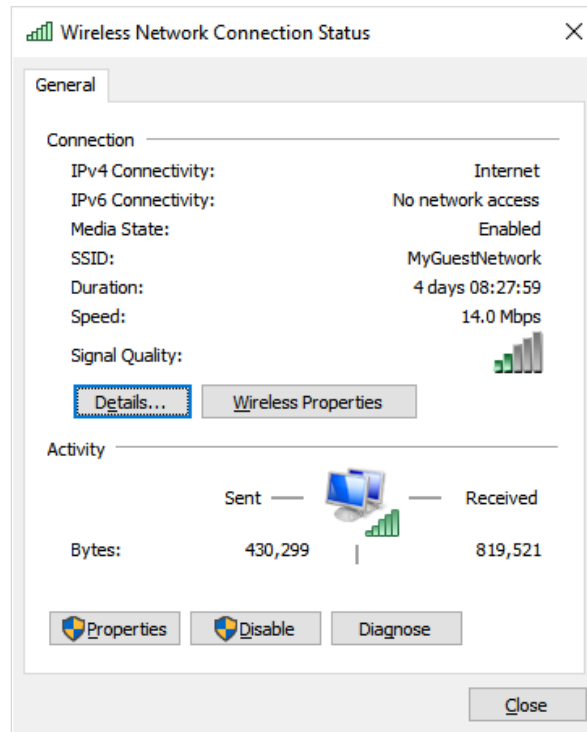 Wireless Network Connection Status
General
Connection
IPv4 Connectivity: Internet
IPv6 Connectivity: No network access
Media State: Enabled
SSID: MyGuestNetwork
Duration: 4 days 08:27:59
Speed: 14.0 Mbps
Signal Quality:
Details... Wireless Properties
Activity
Sent Received
Bytes: 430,299 819,521
Properties Disable Diagnose
Close